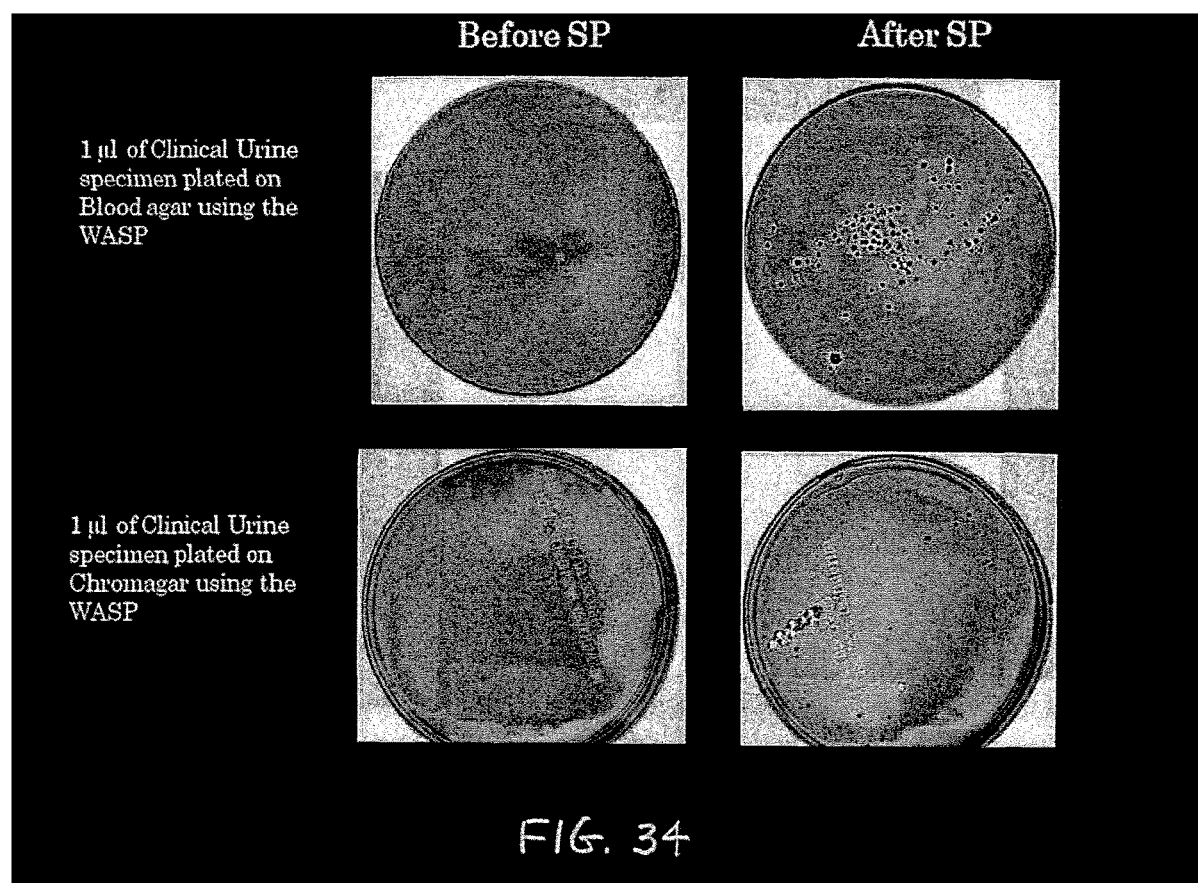 Before SP
After SP
1 µl of Clinical Urine
specimen plated on
Blood agar using the
WASP
1 µl of Clinical Urine
specimen plated on
Chromagar using the
WASP
FIG. 34